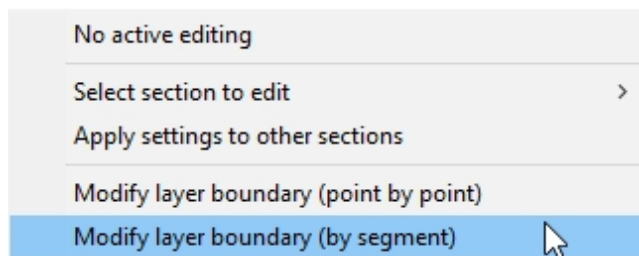 No active editing
Select section to edit
Apply settings to other sections
Modify layer boundary (point by point)
Modify layer boundary (by segment)